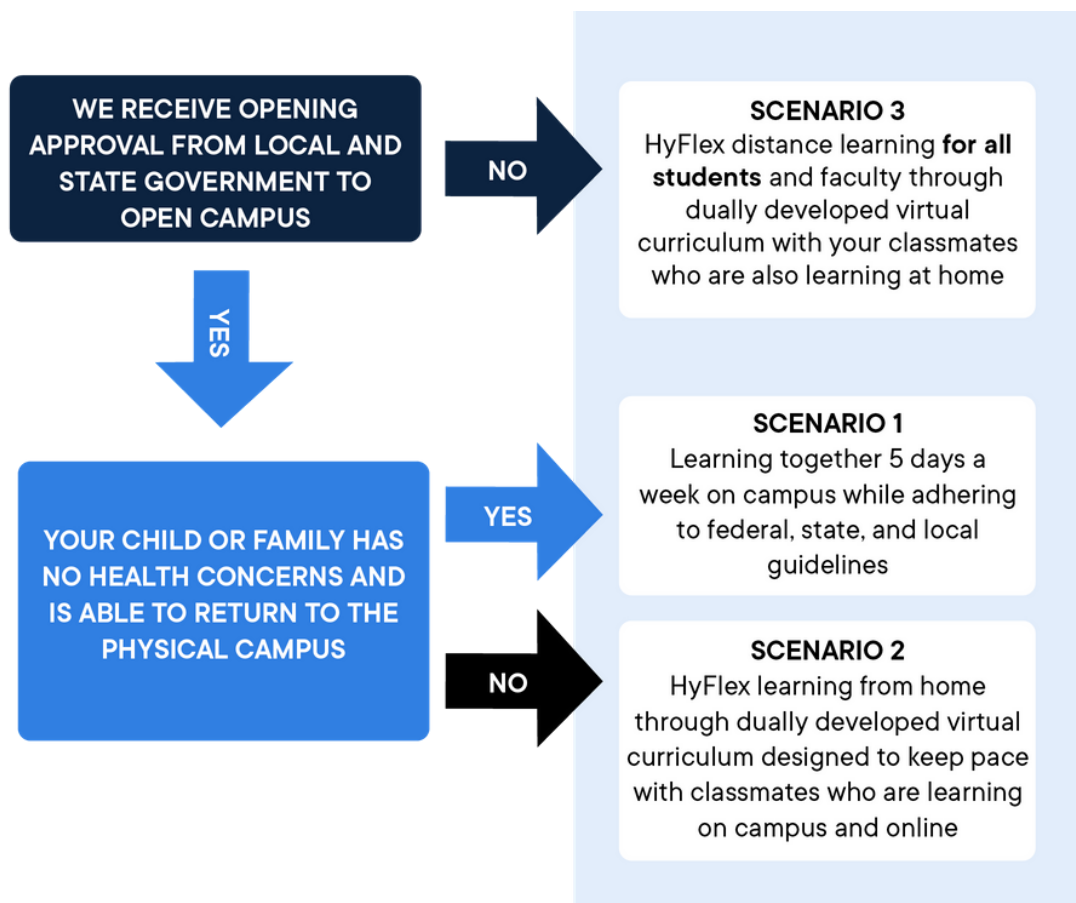 WE RECEIVE OPENING
APPROVAL FROM LOCAL AND
STATE GOVERNMENT TO
OPEN CAMPUS
NO
SCENARIO 3
HyFlex distance learning for all
students and faculty through
dually developed virtual
curriculum with your classmates
who are also learning at home
YES
YOUR CHILD OR FAMILY HAS
NO HEALTH CONCERNS AND
IS ABLE TO RETURN TO THE
PHYSICAL CAMPUS
YES
SCENARIO 1
Learning together 5 days a
week on campus while adhering
to federal, state, and local
guidelines
NO
SCENARIO 2
HyFlex learning from home
through dually developed virtual
curriculum designed to keep pace
with classmates who are learning
on campus and online